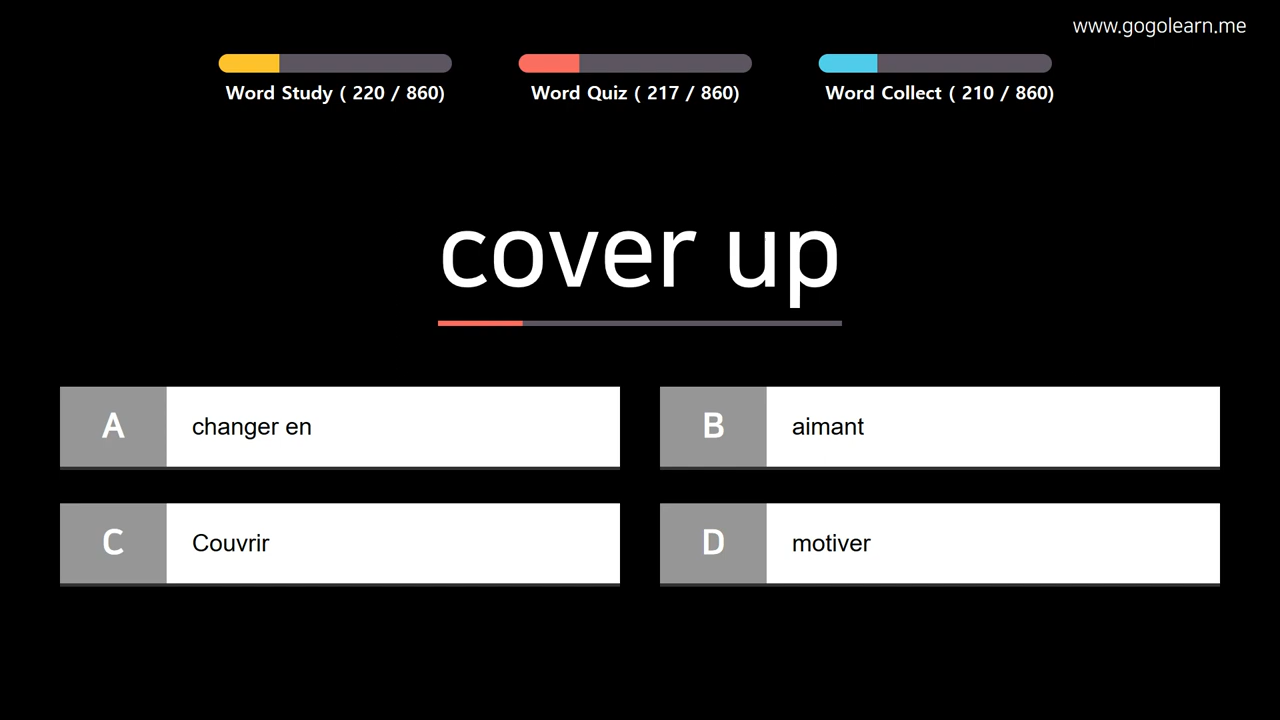 www.gogolearn.me
Word Study ( 220 / 860)
Word Quiz ( 217 / 860)
Word Collect ( 210 / 860)
cover up
A changer en
B aimant
C Couvrir
D motiver